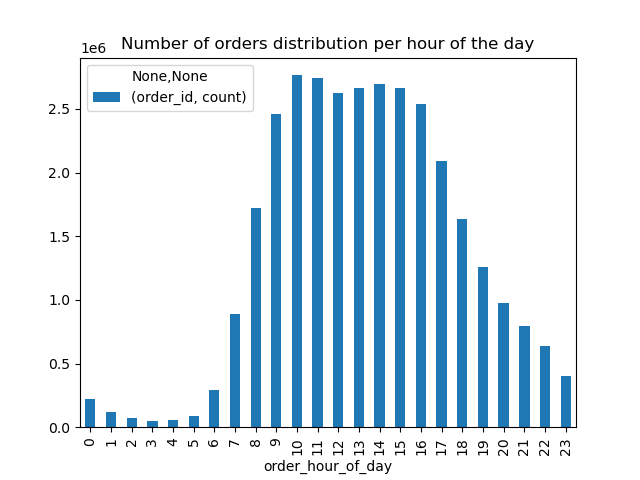 Number of orders distribution per hour of the day
1e6
None,None
(order_id, count)
2.5
2.0
1.5
1.0
0.5
0.0
0 1 2 3 4 5 6 7 8 9 10 11 12 13 14 15 16 17 18 19 20 21 22 23
order_hour_of_day